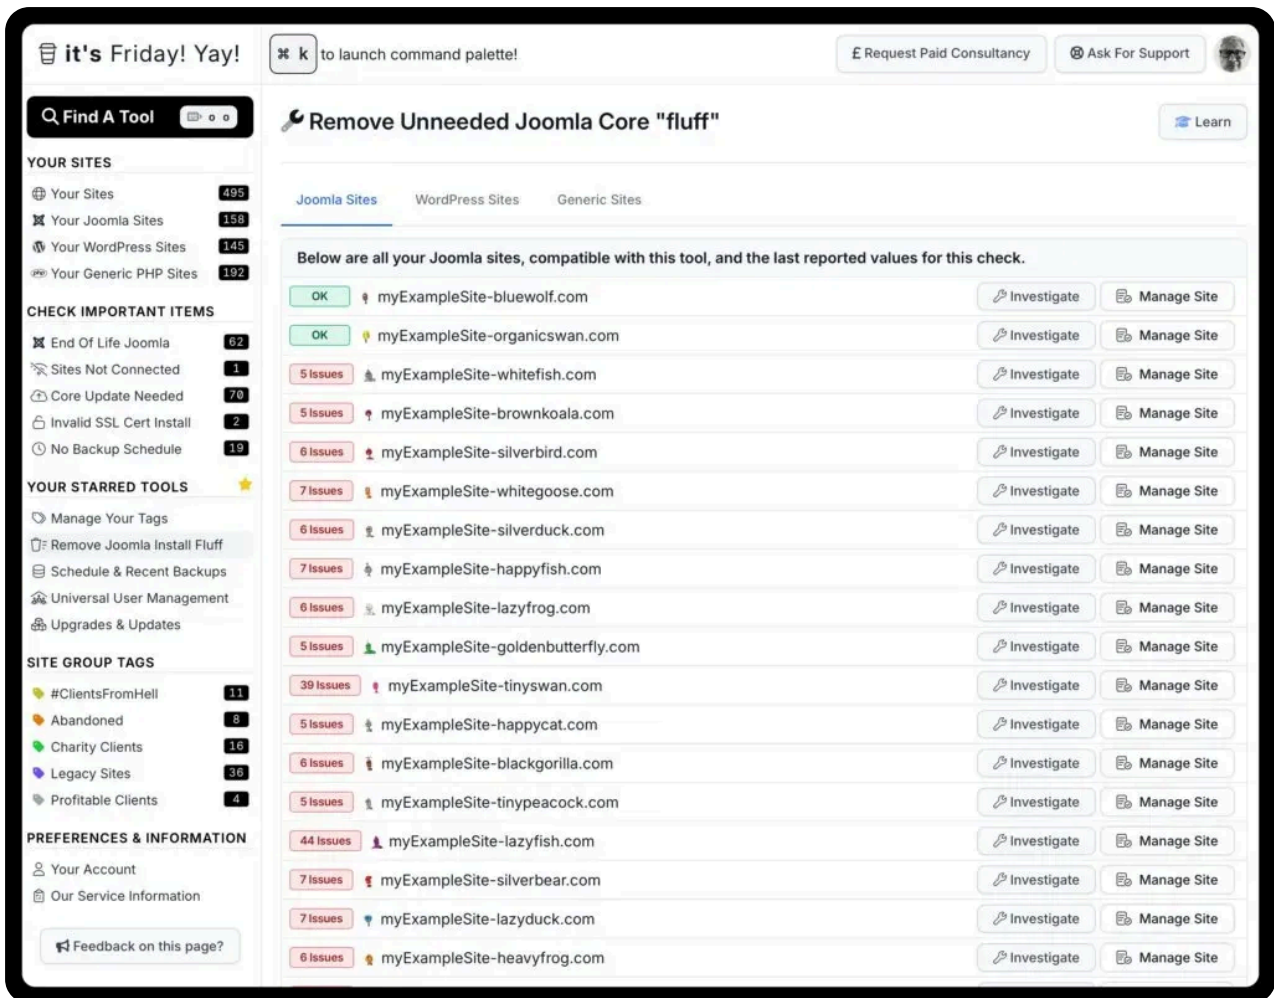 it's Friday! Yay!
⌘ k to launch command palette!
£ Request Paid Consultancy
Ask For Support
Find A Tool
YOUR SITES
Your Sites 495
Your Joomla Sites 158
Your WordPress Sites 145
Your Generic PHP Sites 192
CHECK IMPORTANT ITEMS
End Of Life Joomla 62
Sites Not Connected 1
Core Update Needed 70
Invalid SSL Cert Install 2
No Backup Schedule 19
YOUR STARRED TOOLS
Manage Your Tags
Remove Joomla Install Fluff
Schedule & Recent Backups
Universal User Management
Upgrades & Updates
SITE GROUP TAGS
#ClientsFromHell 11
Abandoned 8
Charity Clients 16
Legacy Sites 36
Profitable Clients 4
PREFERENCES & INFORMATION
Your Account
Our Service Information
Feedback on this page?
Remove Unneeded Joomla Core "fluff"
Learn
Joomla Sites WordPress Sites Generic Sites
Below are all your Joomla sites, compatible with this tool, and the last reported values for this check.
OK myExampleSite-bluewolf.com Investigate Manage Site
OK myExampleSite-organicswan.com Investigate Manage Site
5 Issues myExampleSite-whitefish.com Investigate Manage Site
5 Issues myExampleSite-brownkoala.com Investigate Manage Site
6 Issues myExampleSite-silverbird.com Investigate Manage Site
7 Issues myExampleSite-whitegoose.com Investigate Manage Site
6 Issues myExampleSite-silverduck.com Investigate Manage Site
7 Issues myExampleSite-happyfish.com Investigate Manage Site
6 Issues myExampleSite-lazyfrog.com Investigate Manage Site
5 Issues myExampleSite-goldenbutterfly.com Investigate Manage Site
39 Issues myExampleSite-tinyswan.com Investigate Manage Site
5 Issues myExampleSite-happycat.com Investigate Manage Site
6 Issues myExampleSite-blackgorilla.com Investigate Manage Site
5 Issues myExampleSite-tinypeacock.com Investigate Manage Site
44 Issues myExampleSite-lazyfish.com Investigate Manage Site
7 Issues myExampleSite-silverbear.com Investigate Manage Site
7 Issues myExampleSite-lazyduck.com Investigate Manage Site
6 Issues myExampleSite-heavyfrog.com Investigate Manage Site